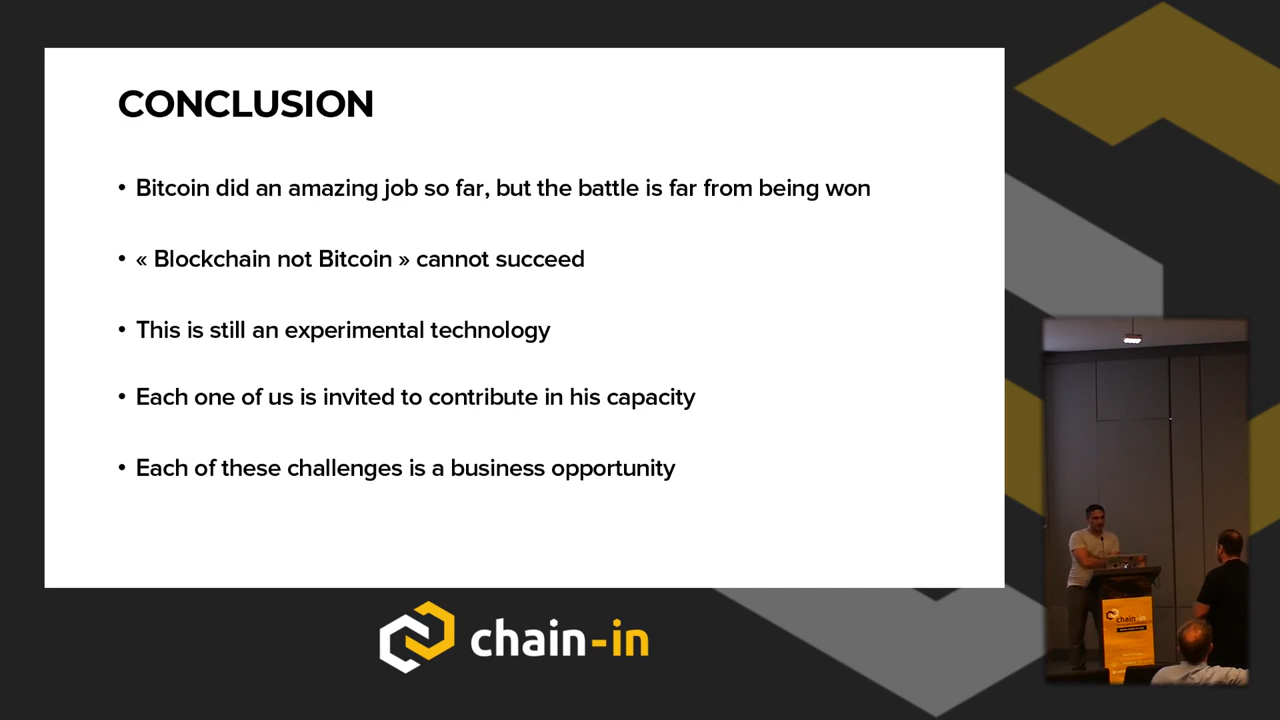 CONCLUSION
• Bitcoin did an amazing job so far, but the battle is far from being won
• « Blockchain not Bitcoin » cannot succeed
• This is still an experimental technology
• Each one of us is invited to contribute in his capacity
• Each of these challenges is a business opportunity
chain-in
chain-in